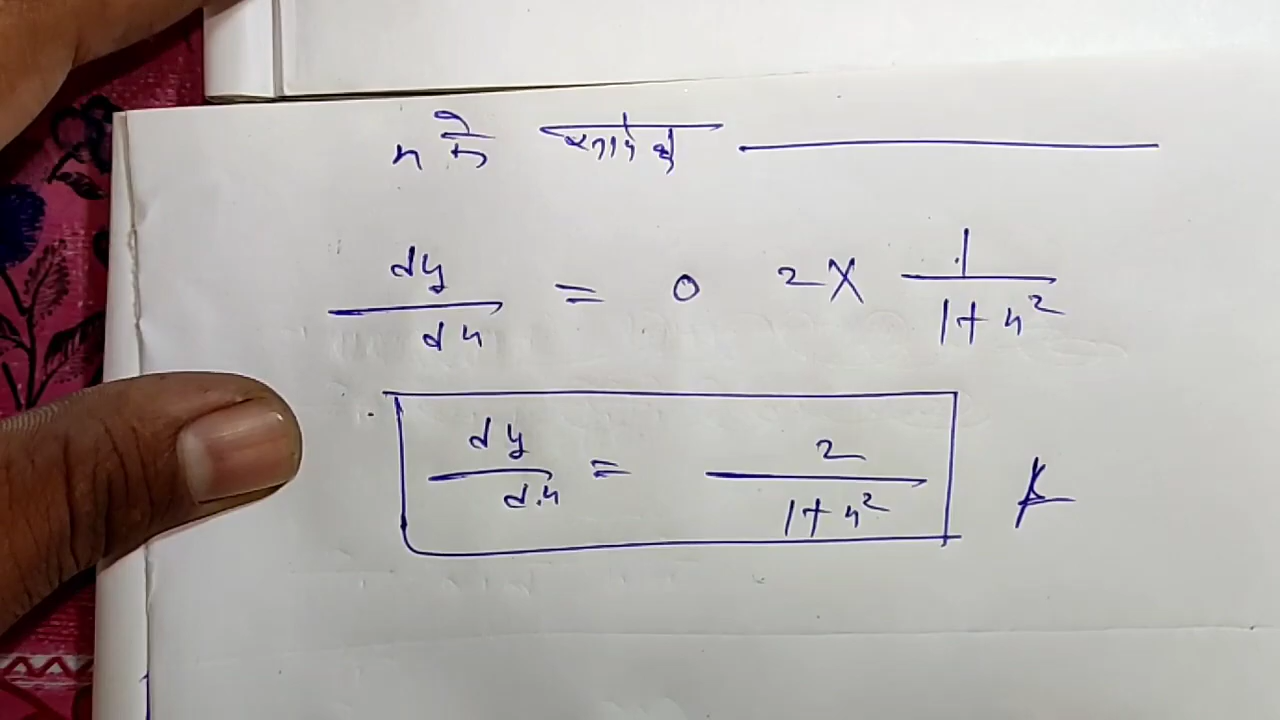 dy/dx = 0 2 × 1/(1+x²)
dy/dx = 2/(1+x²)